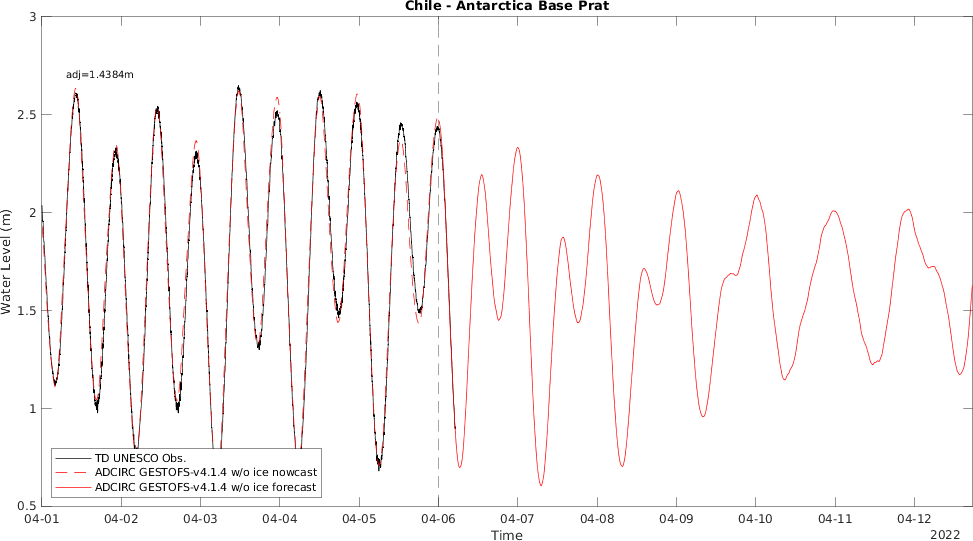 Chile - Antarctica Base Prat
3
adj=1.4384m
2.5
2
Water Level (m)
1.5
1
TD UNESCO Obs.
ADCIRC GESTOFS-v4.1.4 w/o ice nowcast
ADCIRC GESTOFS-v4.1.4 w/o ice forecast
0.5
04-01 04-02 04-03 04-04 04-05 04-06 04-07 04-08 04-09 04-10 04-11 04-12
Time
2022